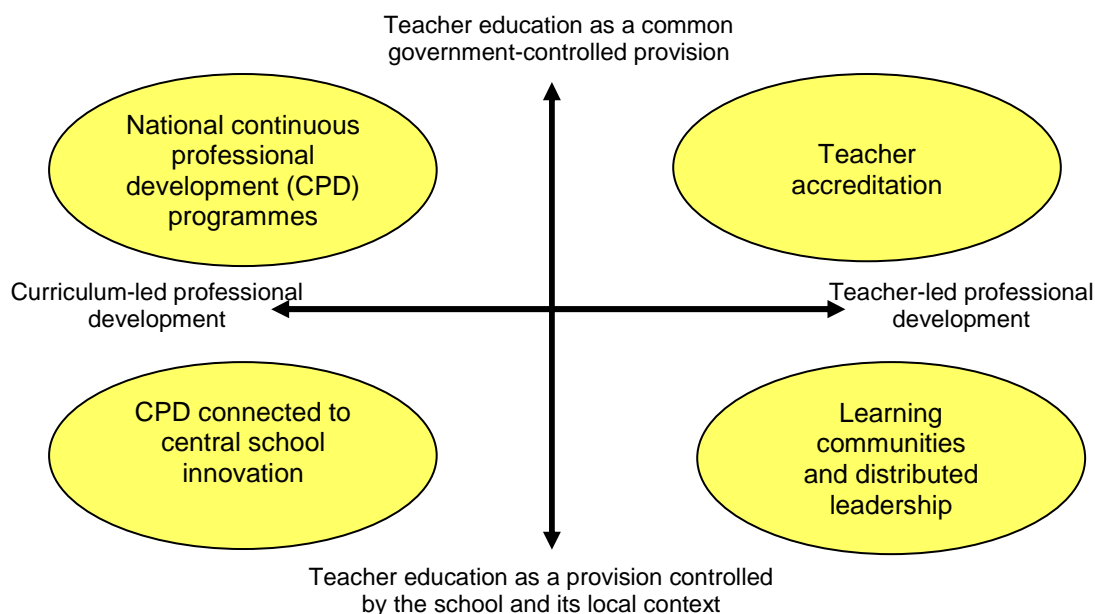 Teacher education as a common
government-controlled provision
National continuous
professional
development (CPD)
programmes
Teacher
accreditation
Curriculum-led professional
development
Teacher-led professional
development
CPD connected to
central school
innovation
Learning
communities
and distributed
leadership
Teacher education as a provision controlled
by the school and its local context